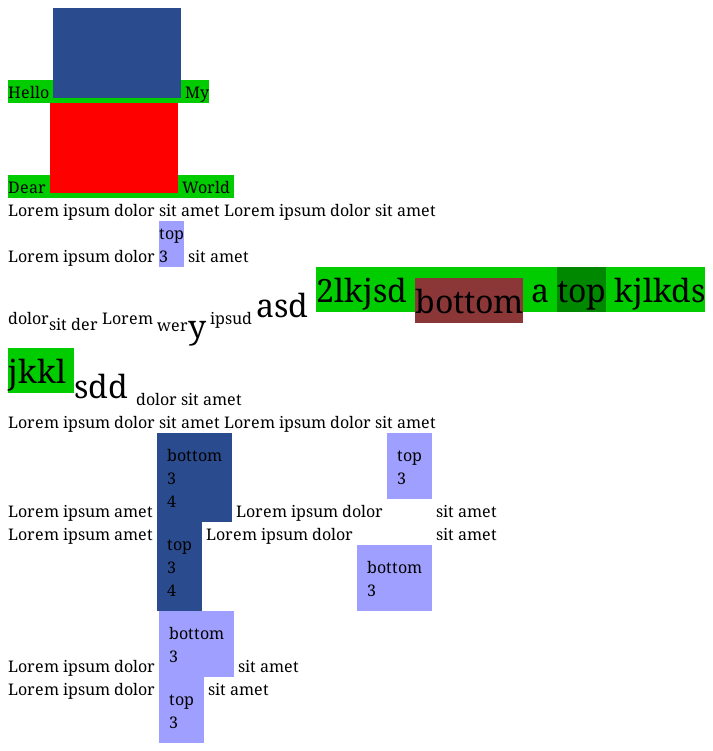 Hello My
Dear World
Lorem ipsum dolor sit amet Lorem ipsum dolor sit amet
top
Lorem ipsum dolor 3 sit amet
dolor sit der Lorem wer y ipsud asd 2lkjsd bottom a top kjlkds
jkkl sdd dolor sit amet
Lorem ipsum dolor sit amet Lorem ipsum dolor sit amet
bottom top
3 3
4
Lorem ipsum amet Lorem ipsum dolor sit amet
Lorem ipsum amet Lorem ipsum dolor sit amet
top
3 bottom
4 3
bottom
3
Lorem ipsum dolor sit amet
Lorem ipsum dolor sit amet
top
3